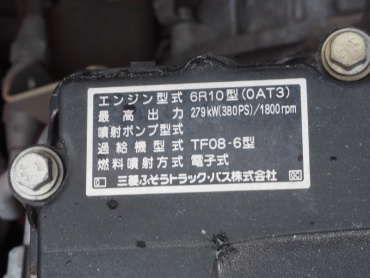 エンジン型式 6R10型(0AT3)
最高出力 279kW(380PS)/1800rpm
噴射ポンプ型式
過給機型式 TF08-6型
燃料噴射方式 電子式
三菱ふそうトラック・バス株式会社